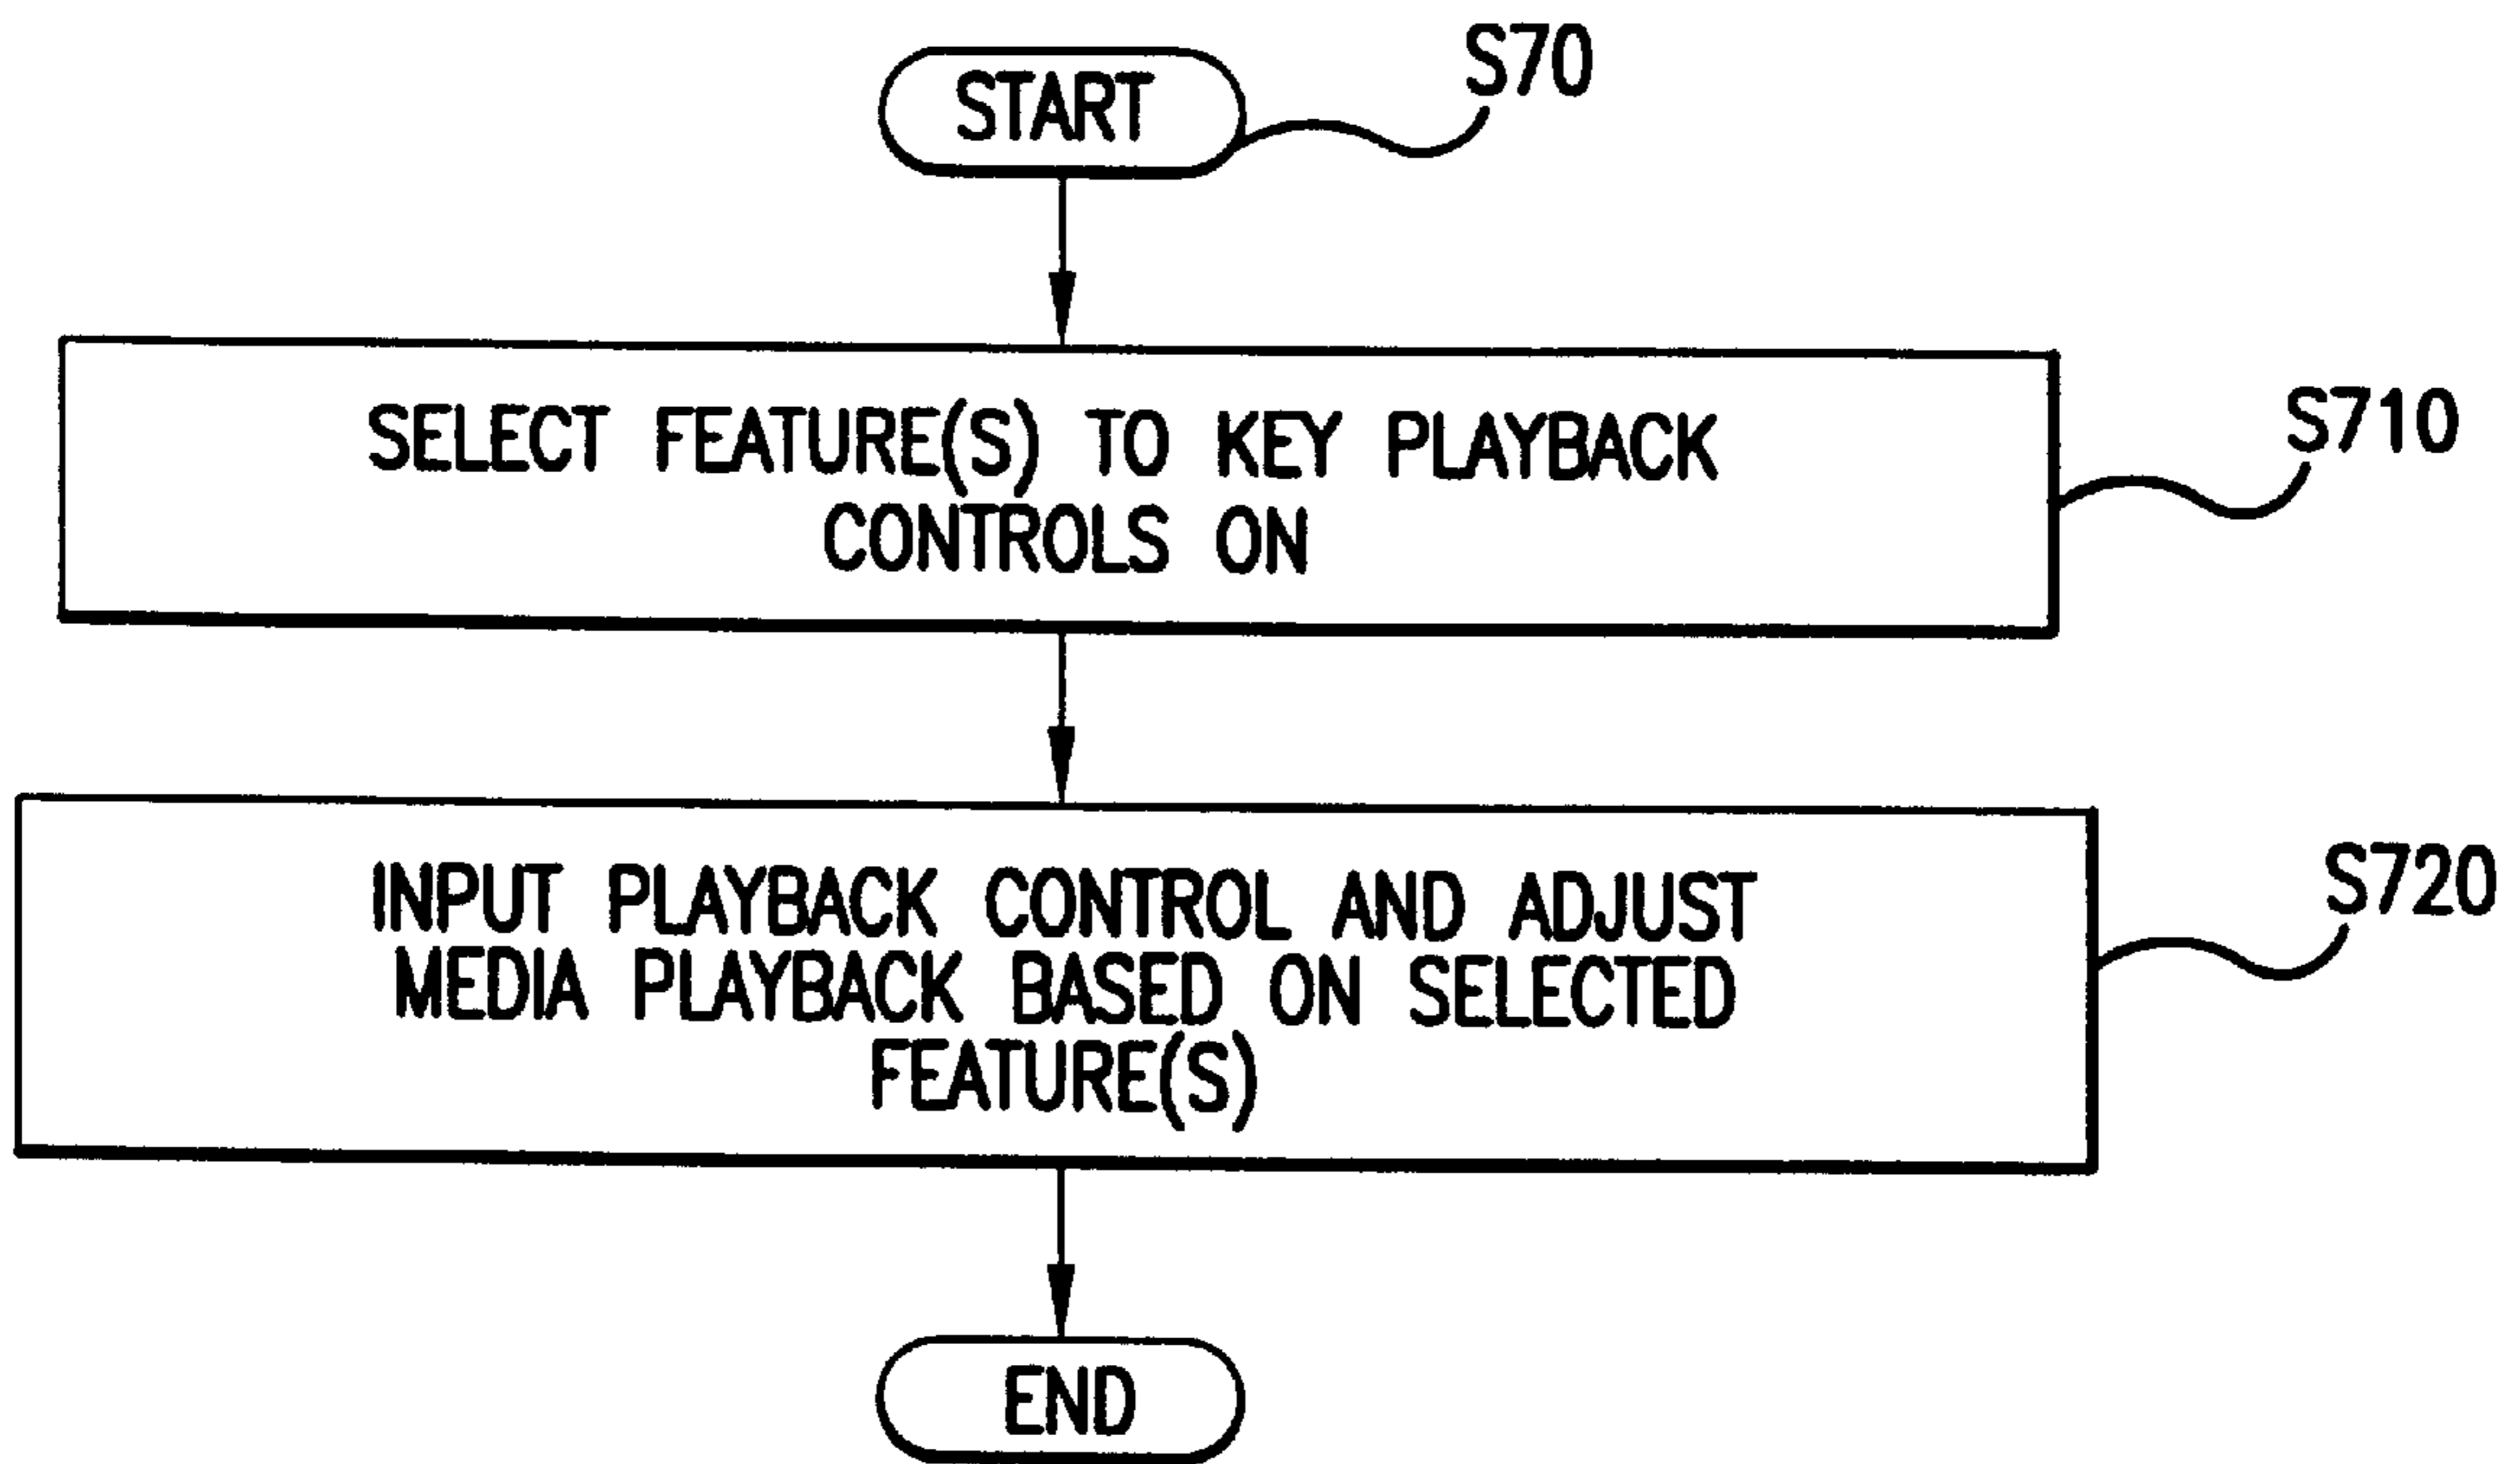 START
S70
SELECT FEATURE(S) TO KEY PLAYBACK
CONTROLS ON
S710
INPUT PLAYBACK CONTROL AND ADJUST
MEDIA PLAYBACK BASED ON SELECTED
FEATURE(S)
S720
END